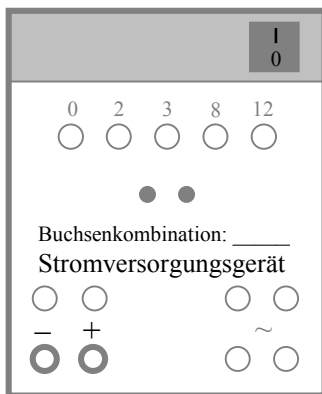 I
0
0 2 3 8 12
Buchsenkombination: _____
Stromversorgungsgerät
– + ~